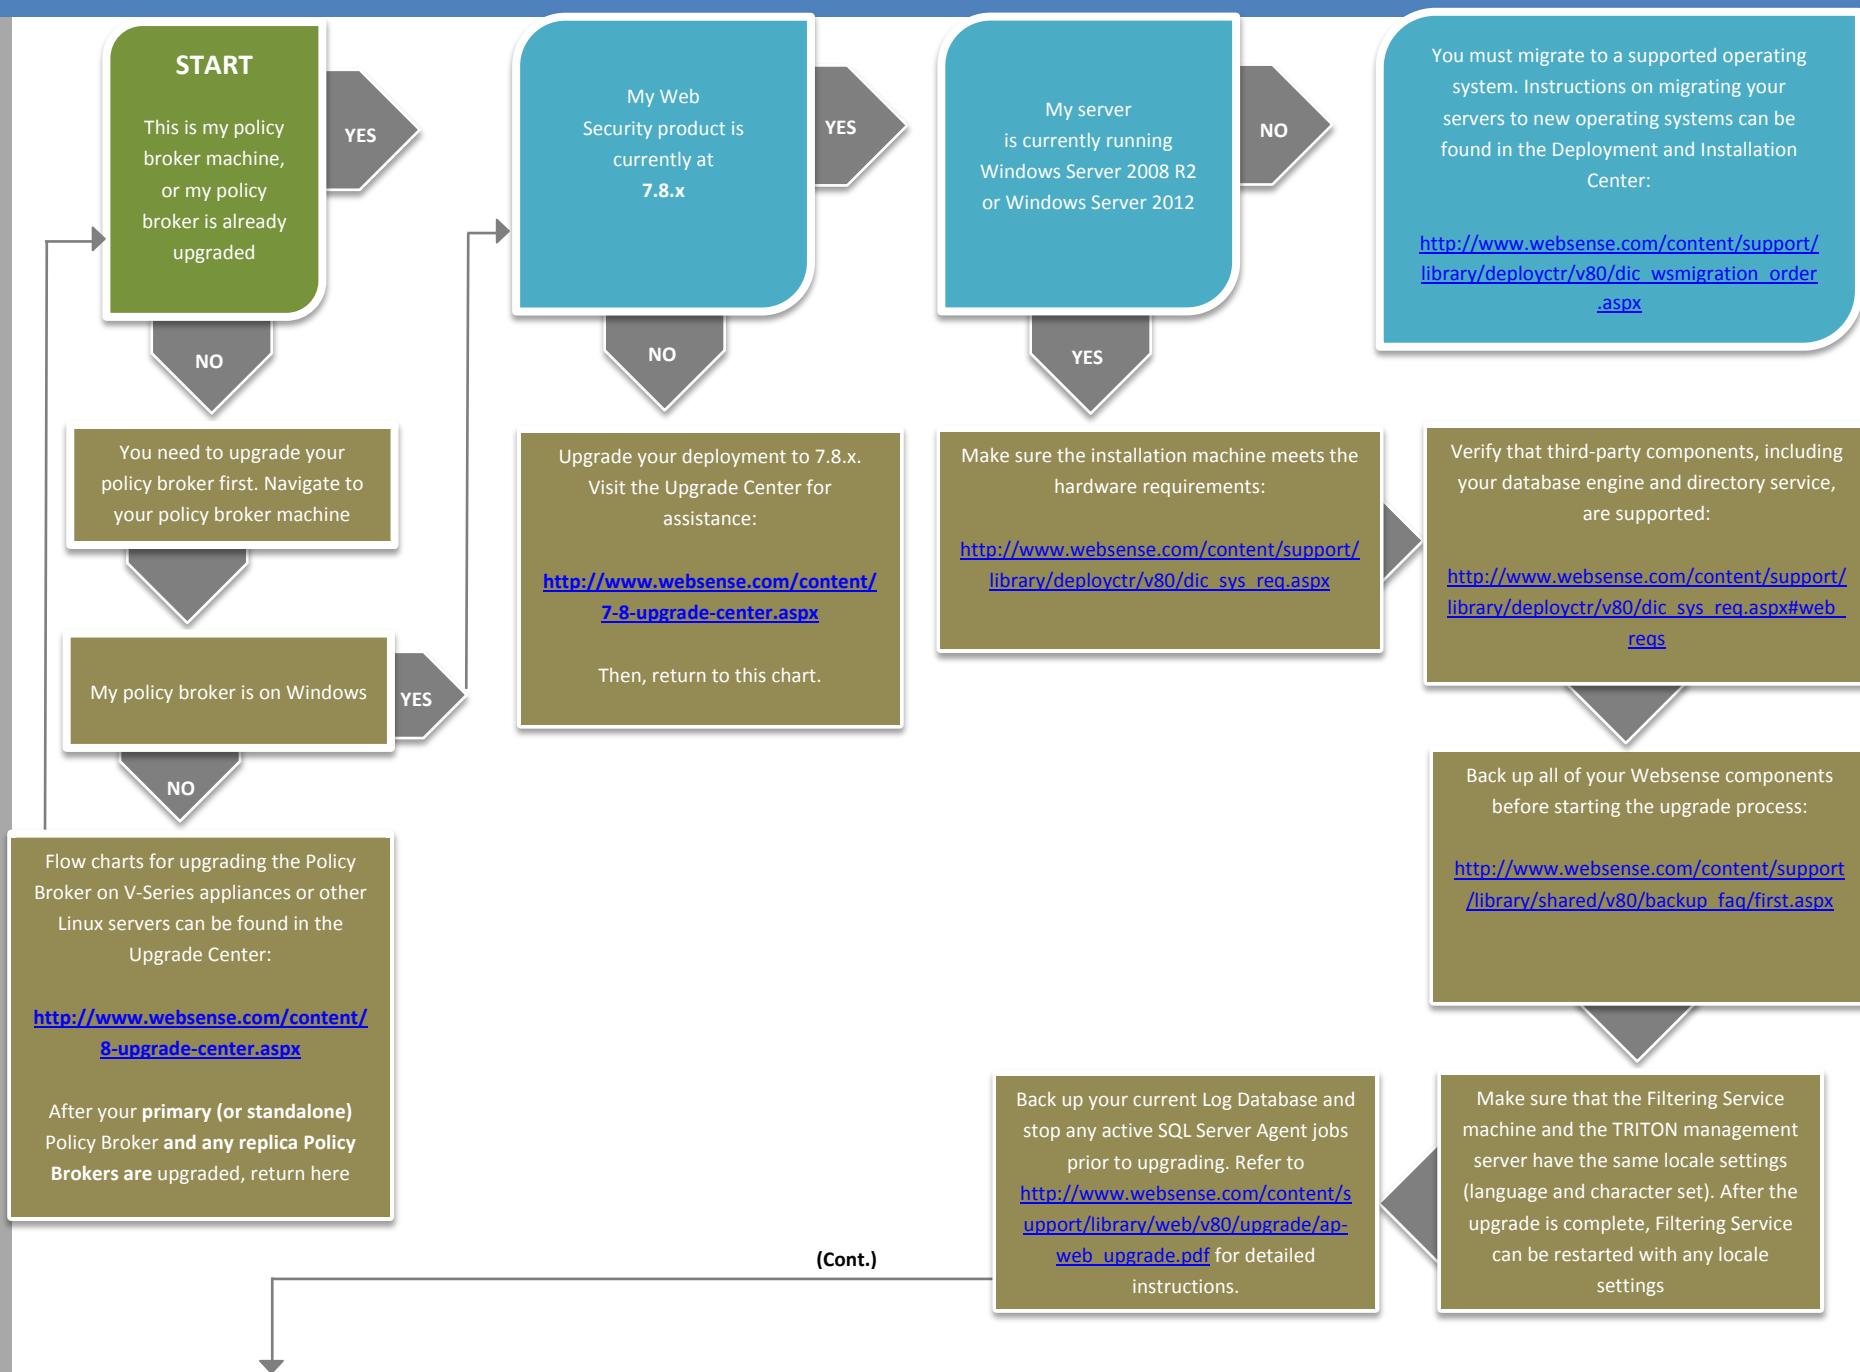 START
This is my policy
broker machine,
or my policy
broker is already
upgraded
YES
NO
My Web
Security product is
currently at
7.8.x
YES
NO
My server
is currently running
Windows Server 2008 R2
or Windows Server 2012
NO
YES
You must migrate to a supported operating
system. Instructions on migrating your
servers to new operating systems can be
found in the Deployment and Installation
Center:
http://www.websense.com/content/support/
library/deployctr/v80/dic_wsmigration_order
.aspx
You need to upgrade your
policy broker first. Navigate to
your policy broker machine
My policy broker is on Windows
YES
NO
Flow charts for upgrading the Policy
Broker on V-Series appliances or other
Linux servers can be found in the
Upgrade Center:
http://www.websense.com/content/
8-upgrade-center.aspx
After your primary (or standalone)
Policy Broker and any replica Policy
Brokers are upgraded, return here
Upgrade your deployment to 7.8.x.
Visit the Upgrade Center for
assistance:
http://www.websense.com/content/
7-8-upgrade-center.aspx
Then, return to this chart.
Make sure the installation machine meets the
hardware requirements:
http://www.websense.com/content/support/
library/deployctr/v80/dic_sys_req.aspx
Verify that third-party components, including
your database engine and directory service,
are supported:
http://www.websense.com/content/support/
library/deployctr/v80/dic_sys_req.aspx#web_
reqs
Back up all of your Websense components
before starting the upgrade process:
http://www.websense.com/content/support
/library/shared/v80/backup_faq/first.aspx
Make sure that the Filtering Service
machine and the TRITON management
server have the same locale settings
(language and character set). After the
upgrade is complete, Filtering Service
can be restarted with any locale
settings
Back up your current Log Database and
stop any active SQL Server Agent jobs
prior to upgrading. Refer to
http://www.websense.com/content/s
upport/library/web/v80/upgrade/ap-
web_upgrade.pdf for detailed
instructions.
(Cont.)